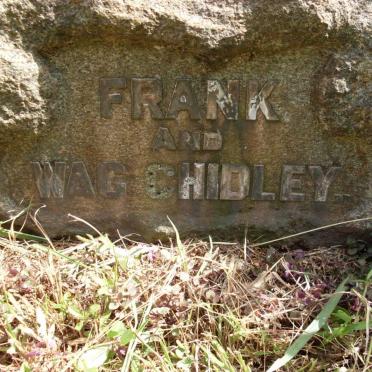 FRANK
AND
WAG CHIDLEY.